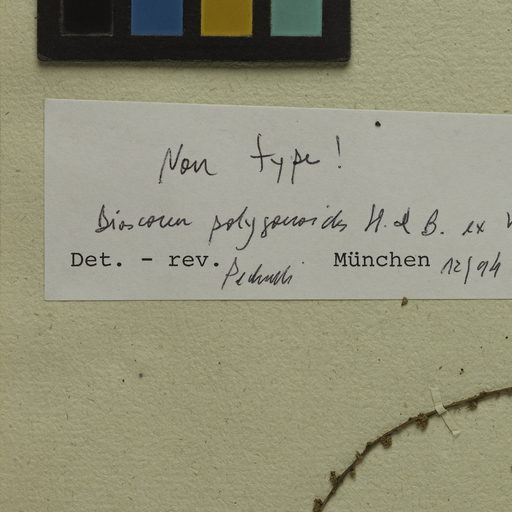 Non type!
Dioscorea polygonoides H. & B. ex
Det. - rev. München 12/94